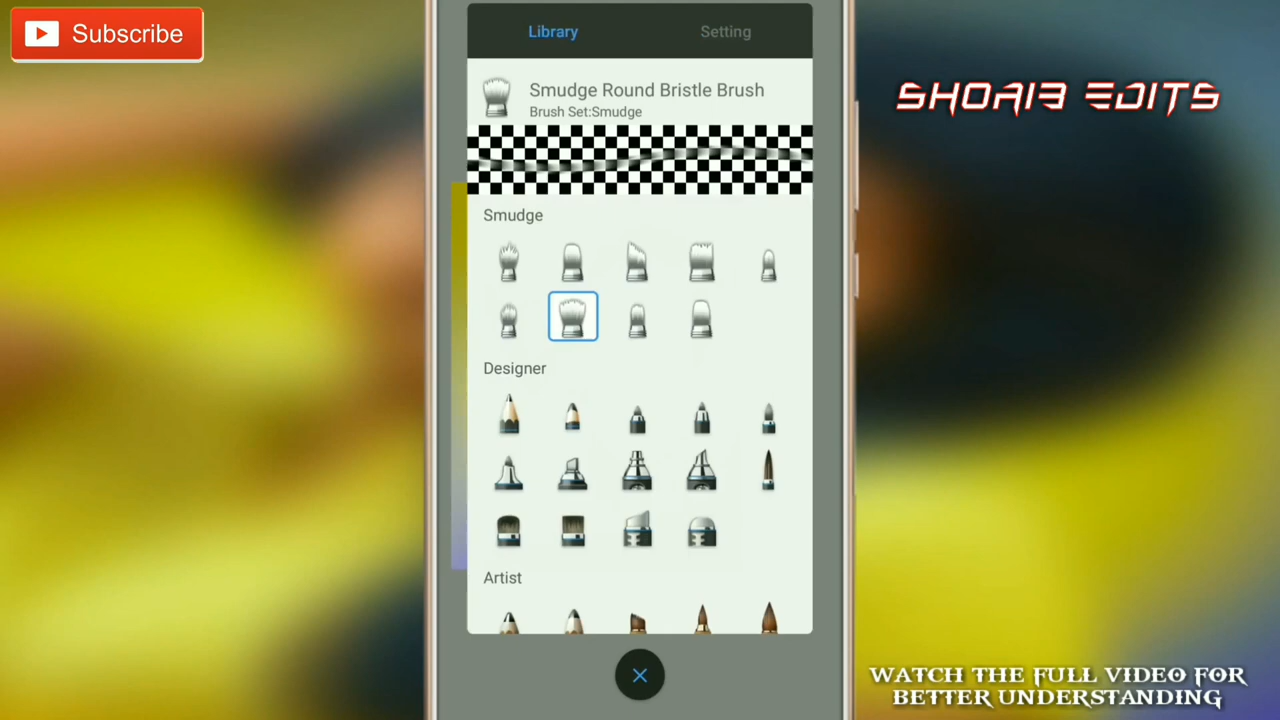 Subscribe
Library
Setting
SHOAIB EDITS
Smudge Round Bristle Brush
Brush Set:Smudge
Smudge
Designer
Artist
WATCH THE FULL VIDEO FOR
BETTER UNDERSTANDING